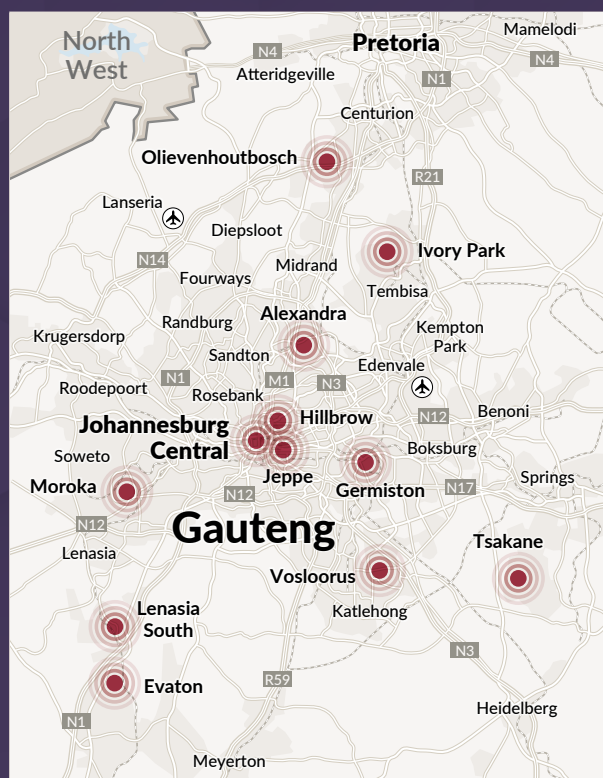 Mamelodi
North
West
N4
Pretoria
N4
Atteridgeville
N1
Centurion
Olievenhoutbosch
R21
Lanseria
Diepsloot
Ivory Park
N14
Midrand
Fourways
Tembisa
Alexandra
Randburg
Kempton
Park
Krugersdorp
Sandton
Edenvale
N1
M1
N3
Roodepoort
Rosebank
Hillbrow
N12
Benoni
Johannesburg
Central
Boksburg
Soweto
Jeppe
Springs
Moroka
N12
Germiston
N17
N12
Gauteng
Tsakane
Lenasia
Vosloorus
Katlehong
Lenasia
South
N3
R59
Evaton
Heidelberg
N1
Meyerton